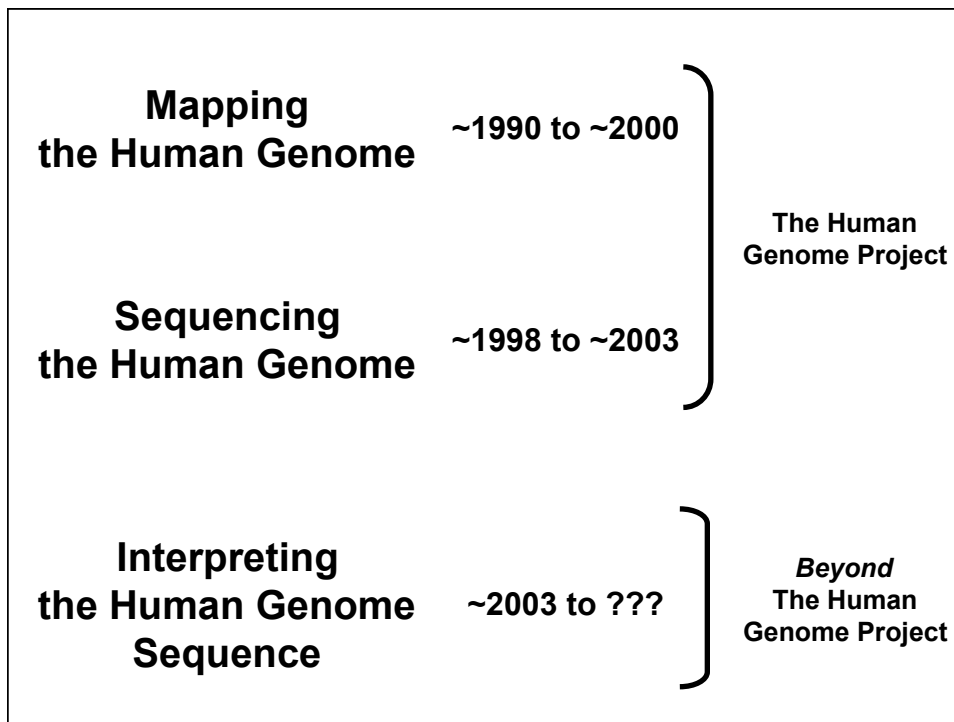 Mapping
the Human Genome
~1990 to ~2000
The Human
Genome Project
Sequencing
the Human Genome
~1998 to ~2003
Interpreting
the Human Genome
Sequence
~2003 to ???
Beyond
The Human
Genome Project